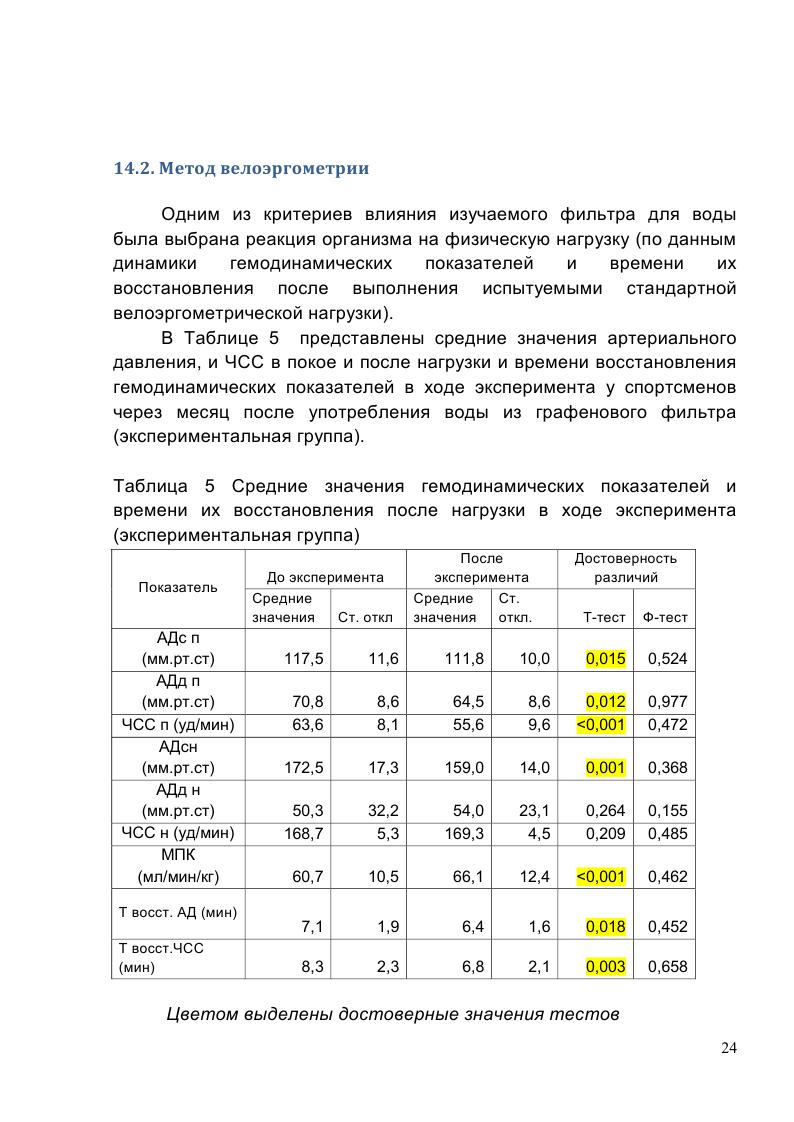 14.2. Метод велоэргометрии
Одним из критериев влияния изучаемого фильтра для воды
была выбрана реакция организма на физическую нагрузку (по данным
динамики гемодинамических показателей и времени их
восстановления после выполнения испытуемыми стандартной
велоэргометрической нагрузки).
В Таблице 5 представлены средние значения артериального
давления, и ЧСС в покое и после нагрузки и времени восстановления
гемодинамических показателей в ходе эксперимента у спортсменов
через месяц после употребления воды из графенового фильтра
(экспериментальная группа).
Таблица 5 Средние значения гемодинамических показателей и
времени их восстановления после нагрузки в ходе эксперимента
(экспериментальная группа)
Показатель До эксперимента После эксперимента Достоверность различий
Средние значения Ст. откл Средние значения Ст. откл. Т-тест Ф-тест
АДс п (мм.рт.ст) 117,5 11,6 111,8 10,0 0,015 0,524
АДд п (мм.рт.ст) 70,8 8,6 64,5 8,6 0,012 0,977
ЧСС п (уд/мин) 63,6 8,1 55,6 9,6 <0,001 0,472
АДсн (мм.рт.ст) 172,5 17,3 159,0 14,0 0,001 0,368
АДд н (мм.рт.ст) 50,3 32,2 54,0 23,1 0,264 0,155
ЧСС н (уд/мин) 168,7 5,3 169,3 4,5 0,209 0,485
МПК (мл/мин/кг) 60,7 10,5 66,1 12,4 <0,001 0,462
Т восст. АД (мин) 7,1 1,9 6,4 1,6 0,018 0,452
Т восст.ЧСС (мин) 8,3 2,3 6,8 2,1 0,003 0,658
Цветом выделены достоверные значения тестов
24